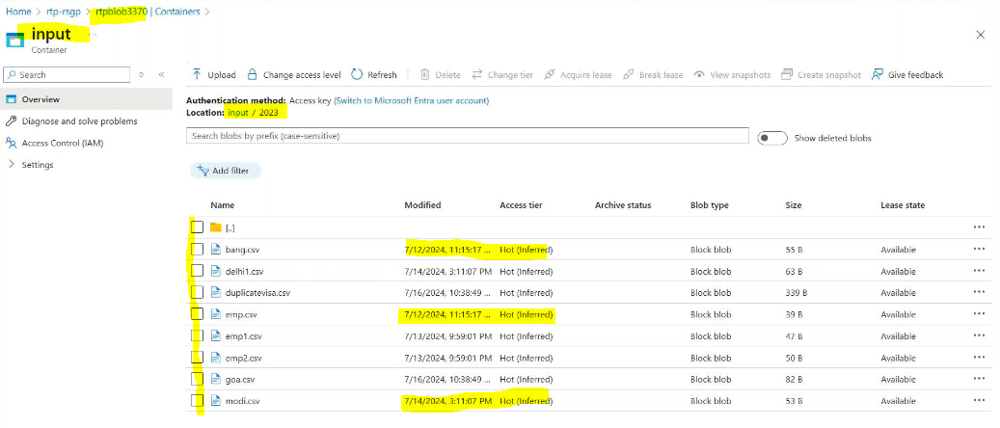 Home > rtp-rsgp > rtpblob3370 | Containers >
input ...
Container
Search
Upload Change access level Refresh Delete Change tier Acquire lease Break lease View snapshots Create snapshot Give feedback
Overview
Diagnose and solve problems
Access Control (IAM)
Settings
Authentication method: Access key (Switch to Microsoft Entra user account)
Location: input / 2023
Search blobs by prefix (case-sensitive)
Show deleted blobs
Add filter
Name Modified Access tier Archive status Blob type Size Lease state
[..] ...
bang.csv 7/12/2024, 11:15:17 ... Hot (Inferred) Block blob 55 B Available ...
delhi1.csv 7/14/2024, 3:11:07 PM Hot (Inferred) Block blob 63 B Available ...
duplicatevisa.csv 7/16/2024, 10:38:49 ... Hot (Inferred) Block blob 339 B Available ...
emp.csv 7/12/2024, 11:15:17 ... Hot (Inferred) Block blob 39 B Available ...
emp1.csv 7/13/2024, 9:59:01 PM Hot (Inferred) Block blob 47 B Available ...
emp2.csv 7/13/2024, 9:59:01 PM Hot (Inferred) Block blob 50 B Available ...
goa.csv 7/16/2024, 10:38:49 ... Hot (Inferred) Block blob 82 B Available ...
modi.csv 7/14/2024, 3:11:07 PM Hot (Inferred) Block blob 53 B Available ...